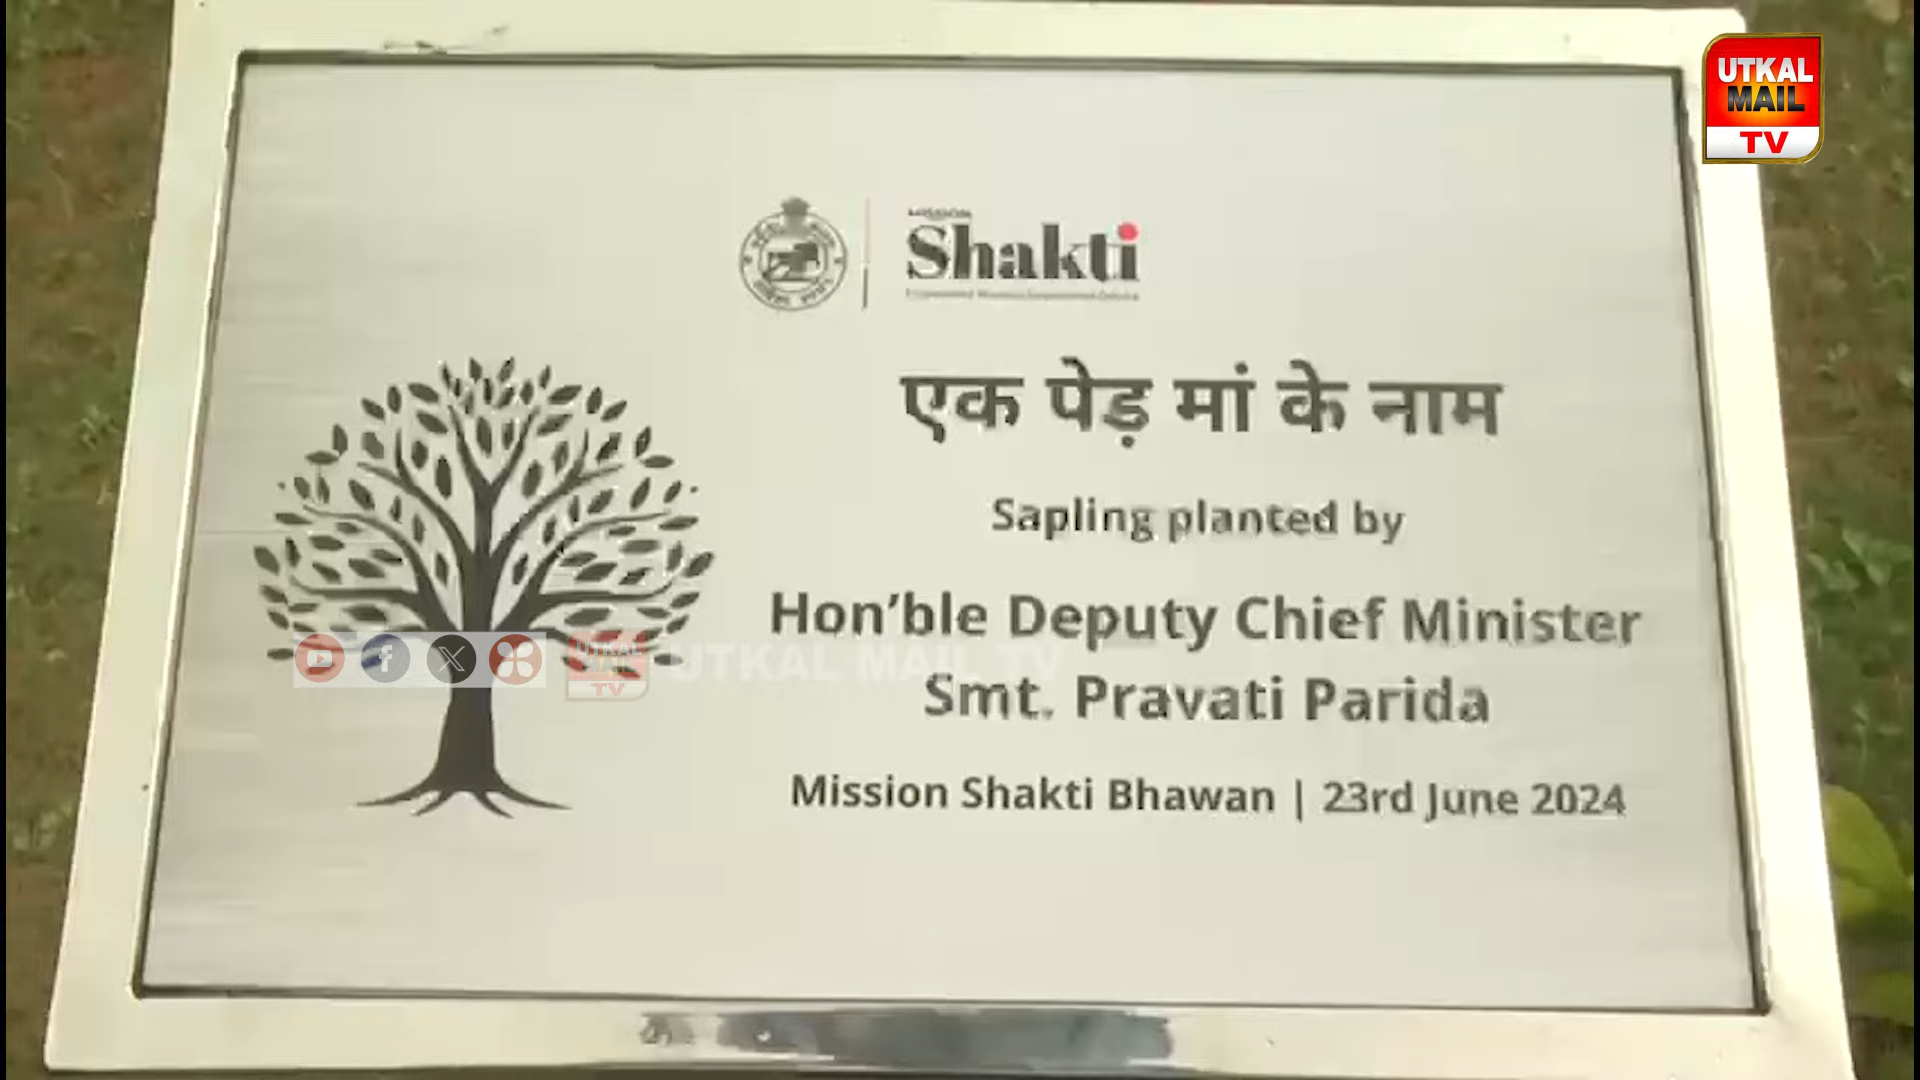 UTKAL
MAIL
TV
MISSION
Shakti
एक पेड़ मां के नाम
Sapling planted by
Hon'ble Deputy Chief Minister
UTKAL MAIL TV
Smt. Pravati Parida
Mission Shakti Bhawan | 23rd June 2024